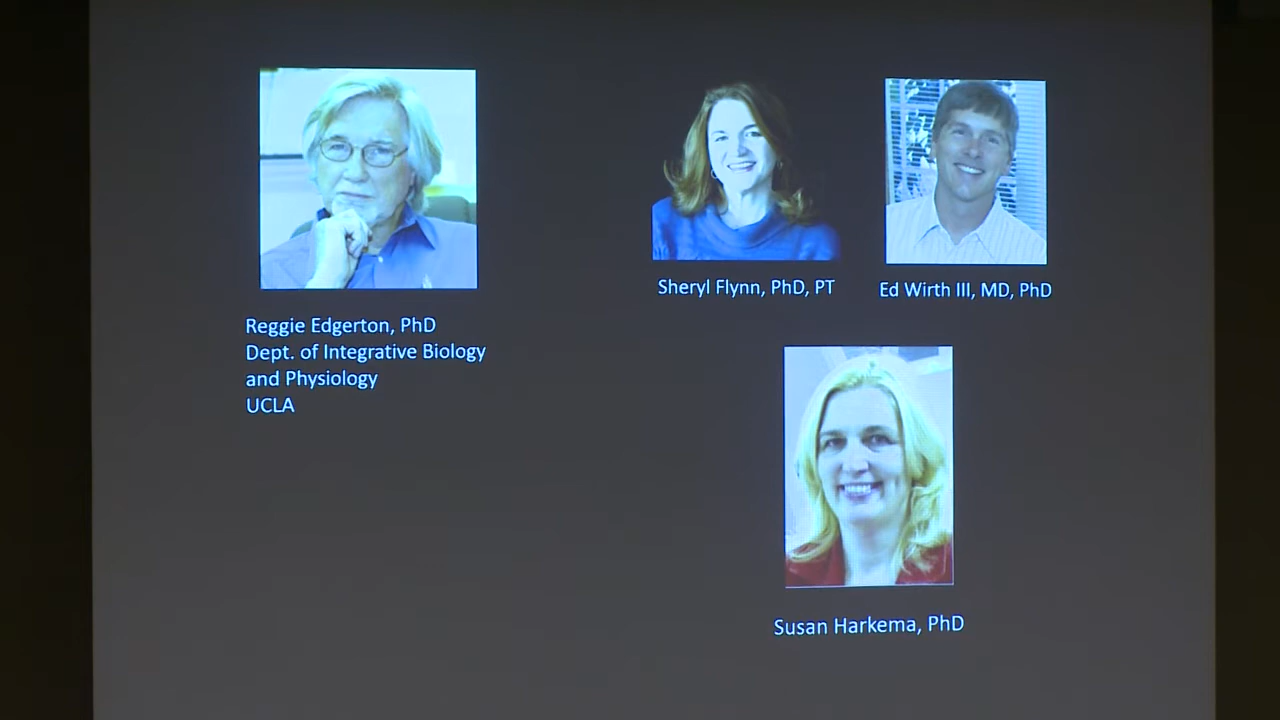 Reggie Edgerton, PhD
Dept. of Integrative Biology
and Physiology
UCLA
Sheryl Flynn, PhD, PT
Ed Wirth III, MD, PhD
Susan Harkema, PhD